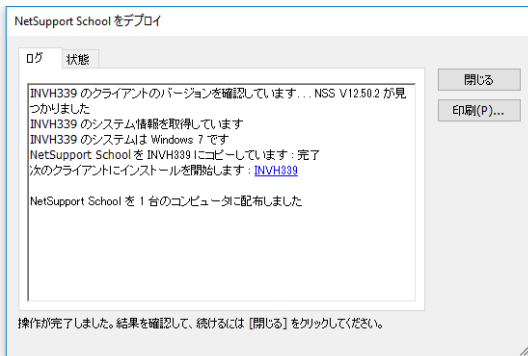 NetSupport School をデプロイ
ログ 状態
閉じる
印刷(P)...
INVH339 のクライアントのバージョンを確認しています... NSS V12.50.2 が見
つかりました
INVH339 のシステム情報を取得しています
INVH339 のシステムは Windows 7 です
NetSupport School を INVH339 にコピーしています : 完了
次のクライアントにインストールを開始します : INVH339
NetSupport School を 1 台のコンピュータに配布しました
操作が完了しました。結果を確認して、続けるには [閉じる] をクリックしてください。